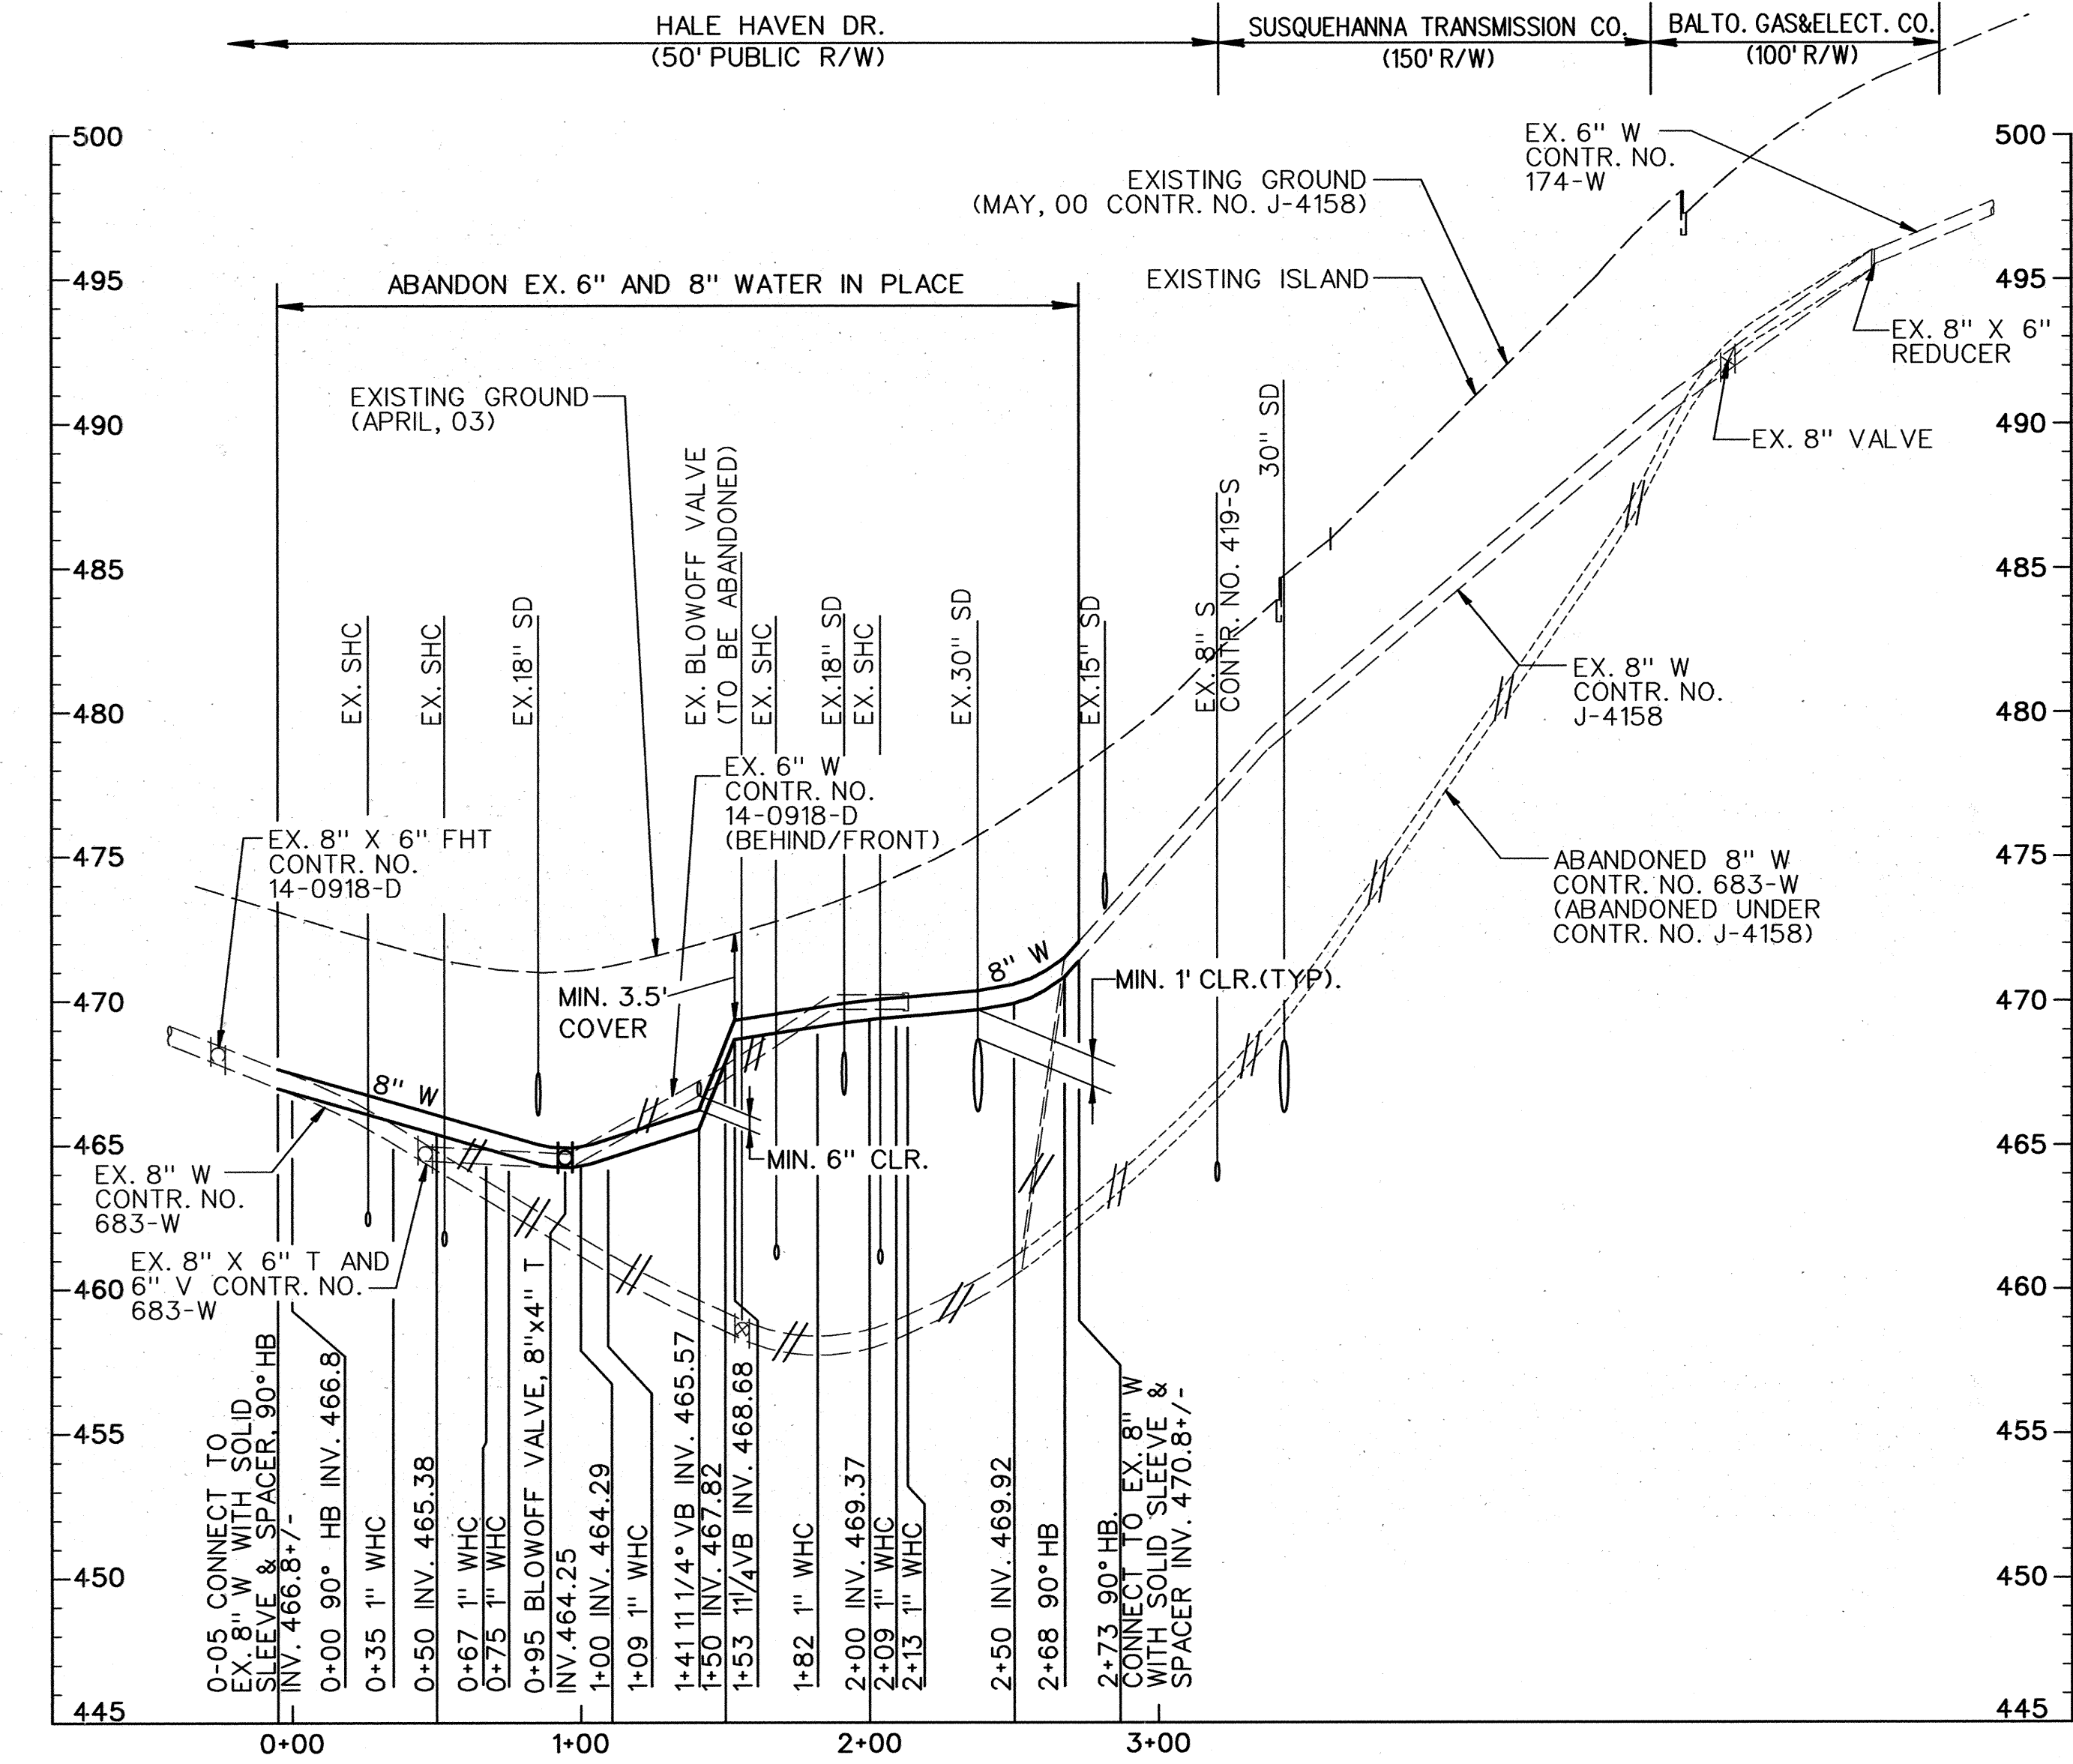 HALE HAVEN DR.
(50' PUBLIC R/W)
SUSQUEHANNA TRANSMISSION CO.
(150' R/W)
BALTO. GAS&ELECT. CO.
(100' R/W)
500
495
490
485
480
475
470
465
460
455
450
445
500
495
490
485
480
475
470
465
460
455
450
445
EX. 6" W
CONTR. NO.
174-W
EXISTING GROUND
(MAY, 00 CONTR. NO. J-4158)
EXISTING ISLAND
ABANDON EX. 6" AND 8" WATER IN PLACE
EX. 8" X 6"
REDUCER
EX. 8" VALVE
EXISTING GROUND
(APRIL, 03)
EX. SHC
EX. SHC
EX.18" SD
EX. BLOWOFF VALVE
(TO BE ABANDONED)
EX. SHC
EX.18" SD
EX. SHC
EX.30" SD
EX.15" SD
EX. 8" S
CONTR. NO. 419-S
30" SD
EX. 8" W
CONTR. NO.
J-4158
EX. 6" W
CONTR. NO.
14-0918-D
(BEHIND/FRONT)
EX. 8" X 6" FHT
CONTR. NO.
14-0918-D
ABANDONED 8" W
CONTR. NO. 683-W
(ABANDONED UNDER
CONTR. NO. J-4158)
8" W
MIN. 1' CLR.(TYP).
MIN. 3.5'
COVER
8" W
MIN. 6" CLR.
EX. 8" W
CONTR. NO.
683-W
EX. 8" X 6" T AND
6" V CONTR. NO.
683-W
0-05 CONNECT TO
EX. 8" W WITH SOLID
SLEEVE & SPACER, 90° HB
INV. 466.8+/-
0+00 90° HB INV. 466.8
0+35 1" WHC
0+50 INV. 465.38
0+67 1" WHC
0+75 1" WHC
0+95 BLOWOFF VALVE, 8"x4" T
INV.464.25
1+00 INV. 464.29
1+09 1" WHC
1+41 11 1/4° VB INV. 465.57
1+50 INV. 467.82
1+53 11 1/4 VB INV. 468.68
1+82 1" WHC
2+00 INV. 469.37
2+09 1" WHC
2+13 1" WHC
2+50 INV. 469.92
2+68 90° HB
2+73 90° HB.
CONNECT TO EX. 8" W
WITH SOLID SLEEVE &
SPACER INV. 470.8+/-
0+00
1+00
2+00
3+00